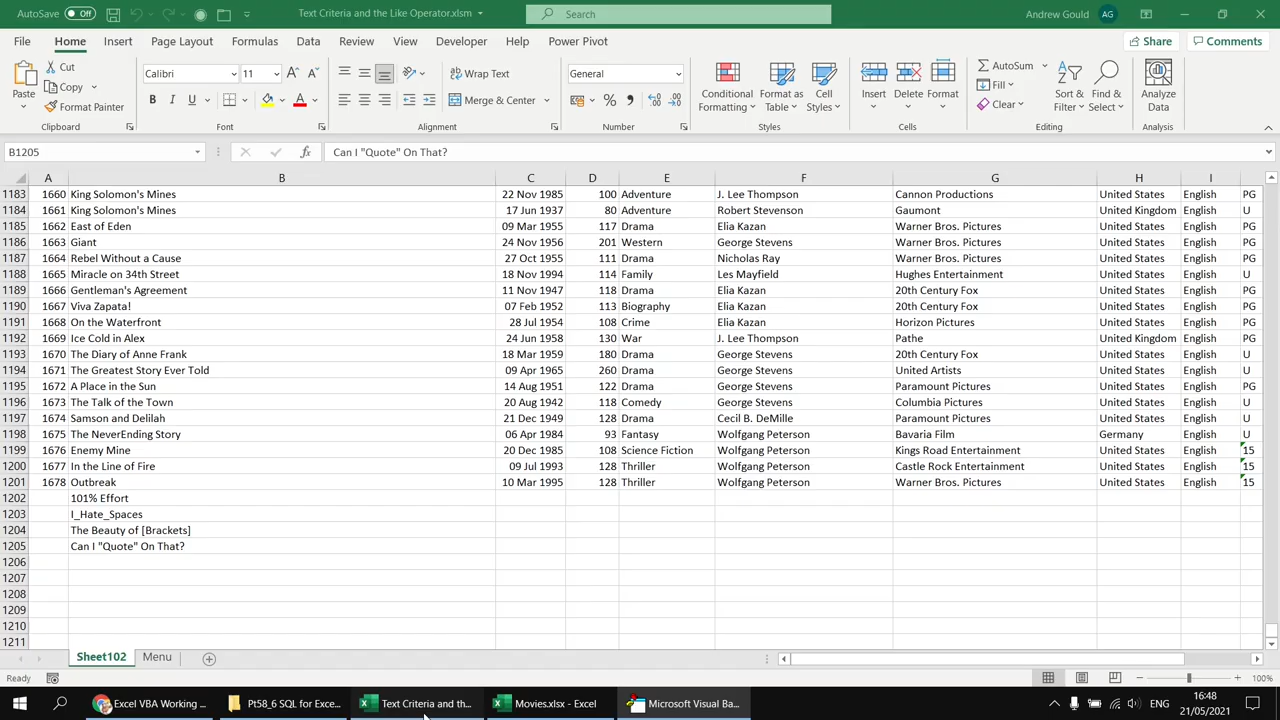 AutoSave Off Text Criteria and the Like Operator.xlsm Search Andrew Gould AG
File Home Insert Page Layout Formulas Data Review View Developer Help Power Pivot Share Comments
Paste Cut Copy Format Painter Clipboard
Calibri 11 B I U Font
Wrap Text Merge & Center Alignment
General % Number
Conditional Formatting Format as Table Cell Styles Styles
Insert Delete Format Cells
AutoSum Fill Clear Sort & Filter Find & Select Editing
Analyze Data Analysis
B1205 fx Can I "Quote" On That?
A B C D E F G H I
1183 1660 King Solomon's Mines 22 Nov 1985 100 Adventure J. Lee Thompson Cannon Productions United States English PG
1184 1661 King Solomon's Mines 17 Jun 1937 80 Adventure Robert Stevenson Gaumont United Kingdom English U
1185 1662 East of Eden 09 Mar 1955 117 Drama Elia Kazan Warner Bros. Pictures United States English PG
1186 1663 Giant 24 Nov 1956 201 Western George Stevens Warner Bros. Pictures United States English PG
1187 1664 Rebel Without a Cause 27 Oct 1955 111 Drama Nicholas Ray Warner Bros. Pictures United States English PG
1188 1665 Miracle on 34th Street 18 Nov 1994 114 Family Les Mayfield Hughes Entertainment United States English U
1189 1666 Gentleman's Agreement 11 Nov 1947 118 Drama Elia Kazan 20th Century Fox United States English PG
1190 1667 Viva Zapata! 07 Feb 1952 113 Biography Elia Kazan 20th Century Fox United States English PG
1191 1668 On the Waterfront 28 Jul 1954 108 Crime Elia Kazan Horizon Pictures United States English PG
1192 1669 Ice Cold in Alex 24 Jun 1958 130 War J. Lee Thompson Pathe United Kingdom English PG
1193 1670 The Diary of Anne Frank 18 Mar 1959 180 Drama George Stevens 20th Century Fox United States English U
1194 1671 The Greatest Story Ever Told 09 Apr 1965 260 Drama George Stevens United Artists United States English U
1195 1672 A Place in the Sun 14 Aug 1951 122 Drama George Stevens Paramount Pictures United States English PG
1196 1673 The Talk of the Town 20 Aug 1942 118 Comedy George Stevens Columbia Pictures United States English U
1197 1674 Samson and Delilah 21 Dec 1949 128 Drama Cecil B. DeMille Paramount Pictures United States English U
1198 1675 The NeverEnding Story 06 Apr 1984 93 Fantasy Wolfgang Peterson Bavaria Film Germany English U
1199 1676 Enemy Mine 20 Dec 1985 108 Science Fiction Wolfgang Peterson Kings Road Entertainment United States English 15
1200 1677 In the Line of Fire 09 Jul 1993 128 Thriller Wolfgang Peterson Castle Rock Entertainment United States English 15
1201 1678 Outbreak 10 Mar 1995 128 Thriller Wolfgang Peterson Warner Bros. Pictures United States English 15
1202 101% Effort
1203 I_Hate_Spaces
1204 The Beauty of [Brackets]
1205 Can I "Quote" On That?
1206
1207
1208
1209
1210
1211
Sheet102 Menu
Ready 100%
Excel VBA Working ... Pt58_6 SQL for Exce... Text Criteria and th... Movies.xlsx - Excel Microsoft Visual Ba... 16:48
21/05/2021